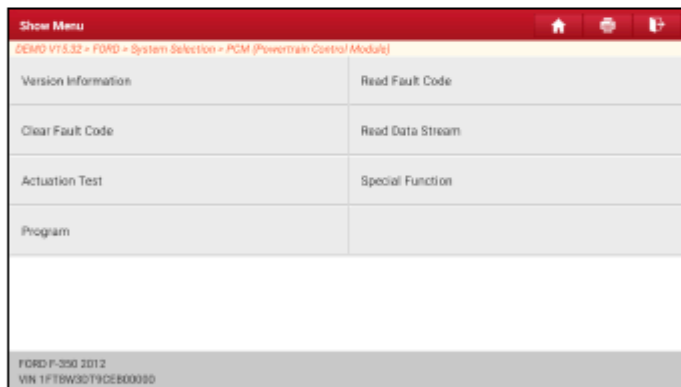 Show Menu
DEMO V15.32 > FORD > System Selection > PCM (Powertrain Control Module)
Version Information
Read Fault Code
Clear Fault Code
Read Data Stream
Actuation Test
Special Function
Program
FORD F-350 2012
VIN 1FT8W3DT9CEB00000